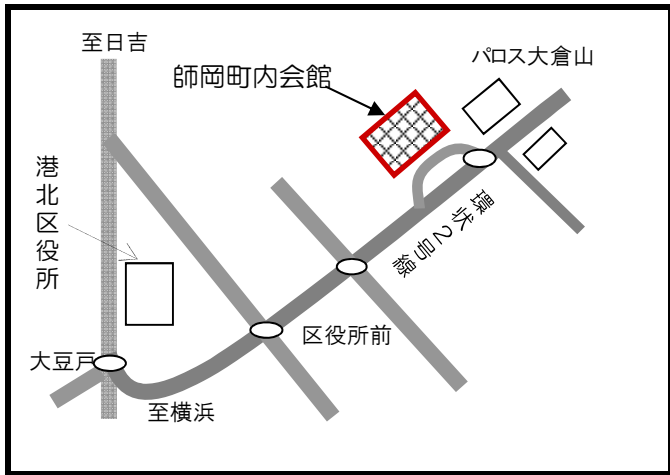 至日吉
パロス大倉山
師岡町内会館
港北区役所
環状2号線
区役所前
大豆戸
至横浜